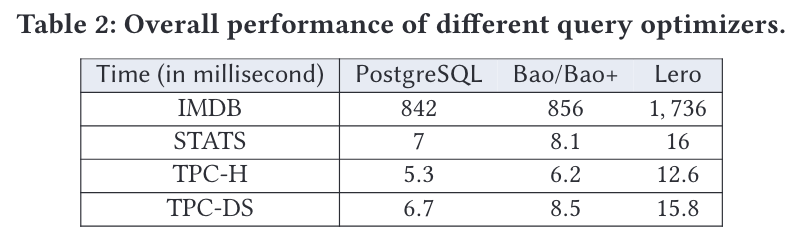 Table 2: Overall performance of different query optimizers.
Time (in millisecond) PostgreSQL Bao/Bao+ Lero
IMDB 842 856 1,736
STATS 7 8.1 16
TPC-H 5.3 6.2 12.6
TPC-DS 6.7 8.5 15.8